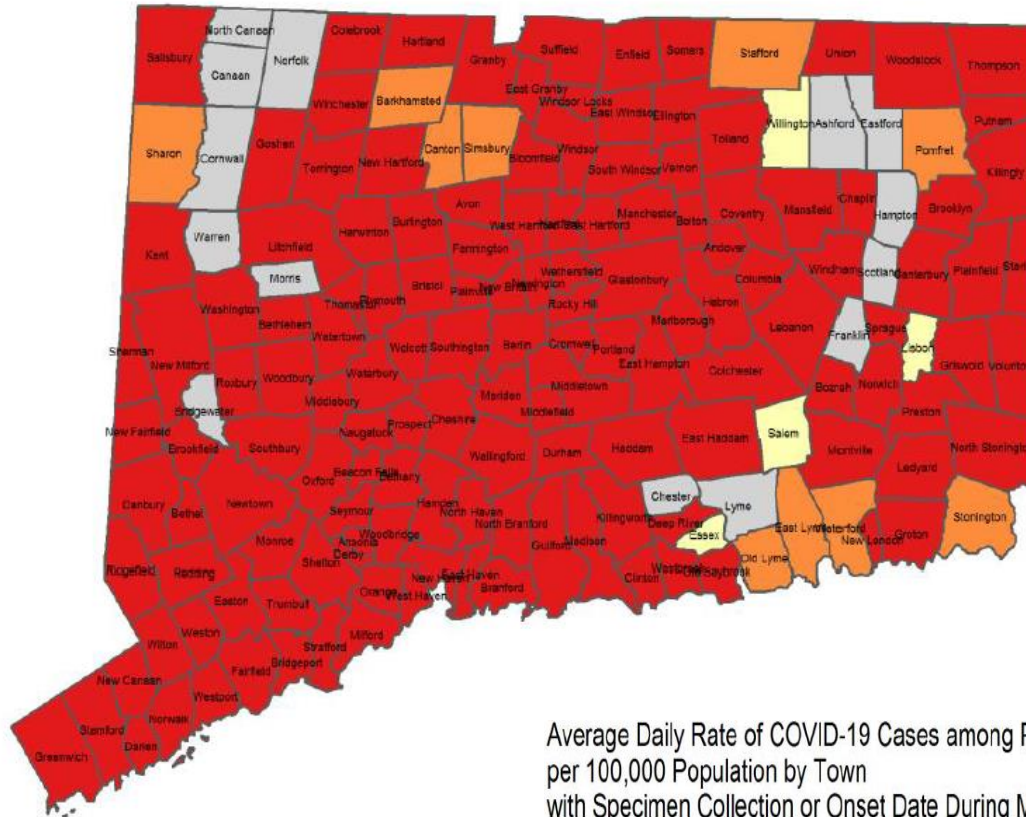 North Canaan
Colebrook
Hartland
Suffield
Enfield
Somers
Stafford
Union
Woodstock
Thompson
Salisbury
Norfolk
Granby
Canaan
East Granby
Windsor Locks
Winchester
Barkhamsted
East Windsor
Ellington
Willington
Ashford
Eastford
Putnam
Sharon
Cornwall
Goshen
Torrington
New Hartford
Canton
Simsbury
Bloomfield
Windsor
South Windsor
Vernon
Tolland
Pomfret
Killingly
Avon
Burlington
West Hartford
East Hartford
Manchester
Bolton
Coventry
Mansfield
Chaplin
Hampton
Brooklyn
Kent
Warren
Litchfield
Harwinton
Farmington
Andover
Morris
Bristol
Plainville
New Britain
Newington
Wethersfield
Glastonbury
Columbia
Windham
Scotland
Canterbury
Plainfield
Washington
Thomaston
Plymouth
Rocky Hill
Hebron
Bethlehem
Watertown
Marlborough
Lebanon
Franklin
Sprague
Lisbon
Sherman
New Milford
Roxbury
Woodbury
Wolcott
Southington
Berlin
Cromwell
Portland
East Hampton
Colchester
Griswold
Waterbury
Middletown
Bozrah
Norwich
Bridgewater
Middlebury
Meriden
Middlefield
Preston
New Fairfield
Brookfield
Southbury
Naugatuck
Prospect
Cheshire
Wallingford
Durham
Haddam
East Haddam
Salem
Montville
Ledyard
North Stonington
Oxford
Beacon Falls
Bethany
Danbury
Bethel
Newtown
Seymour
Hamden
North Haven
Chester
Lyme
Monroe
Woodbridge
North Branford
Killingworth
Deep River
Essex
East Lyme
Waterford
New London
Groton
Stonington
Ansonia
Derby
Guilford
Madison
Ridgefield
Redding
Shelton
Orange
New Haven
East Haven
West Haven
Branford
Clinton
Westbrook
Old Saybrook
Old Lyme
Easton
Trumbull
Milford
Weston
Stratford
Wilton
Fairfield
Bridgeport
New Canaan
Westport
Norwalk
Stamford
Darien
Greenwich
Average Daily Rate of COVID-19 Cases among
per 100,000 Population by Town
with Specimen Collection or Onset Date During